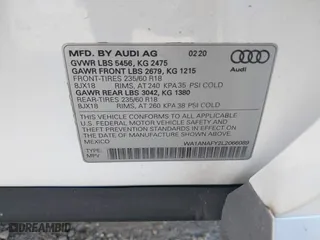 MFD. BY AUDI AG 02/20
GVWR LBS 5456, KG 2475
GAWR FRONT LBS 2679, KG 1215
FRONT-TIRES 235/60 R18
8JX18 RIMS, AT 240 KPA 35 PSI COLD
GAWR REAR LBS 3042, KG 1380
REAR-TIRES 235/60 R18
8JX18 RIMS, AT 260 KPA 38 PSI COLD
Audi
THIS VEHICLE CONFORMS TO ALL APPLICABLE
FEDERAL MOTOR VEHICLE SAFETY AND
THEFT PREVENTION STANDARDS IN EFFECT ON THE
DATE OF MANUFACTURE SHOWN ABOVE. MADE IN
MEXICO
TYPE:
MPV